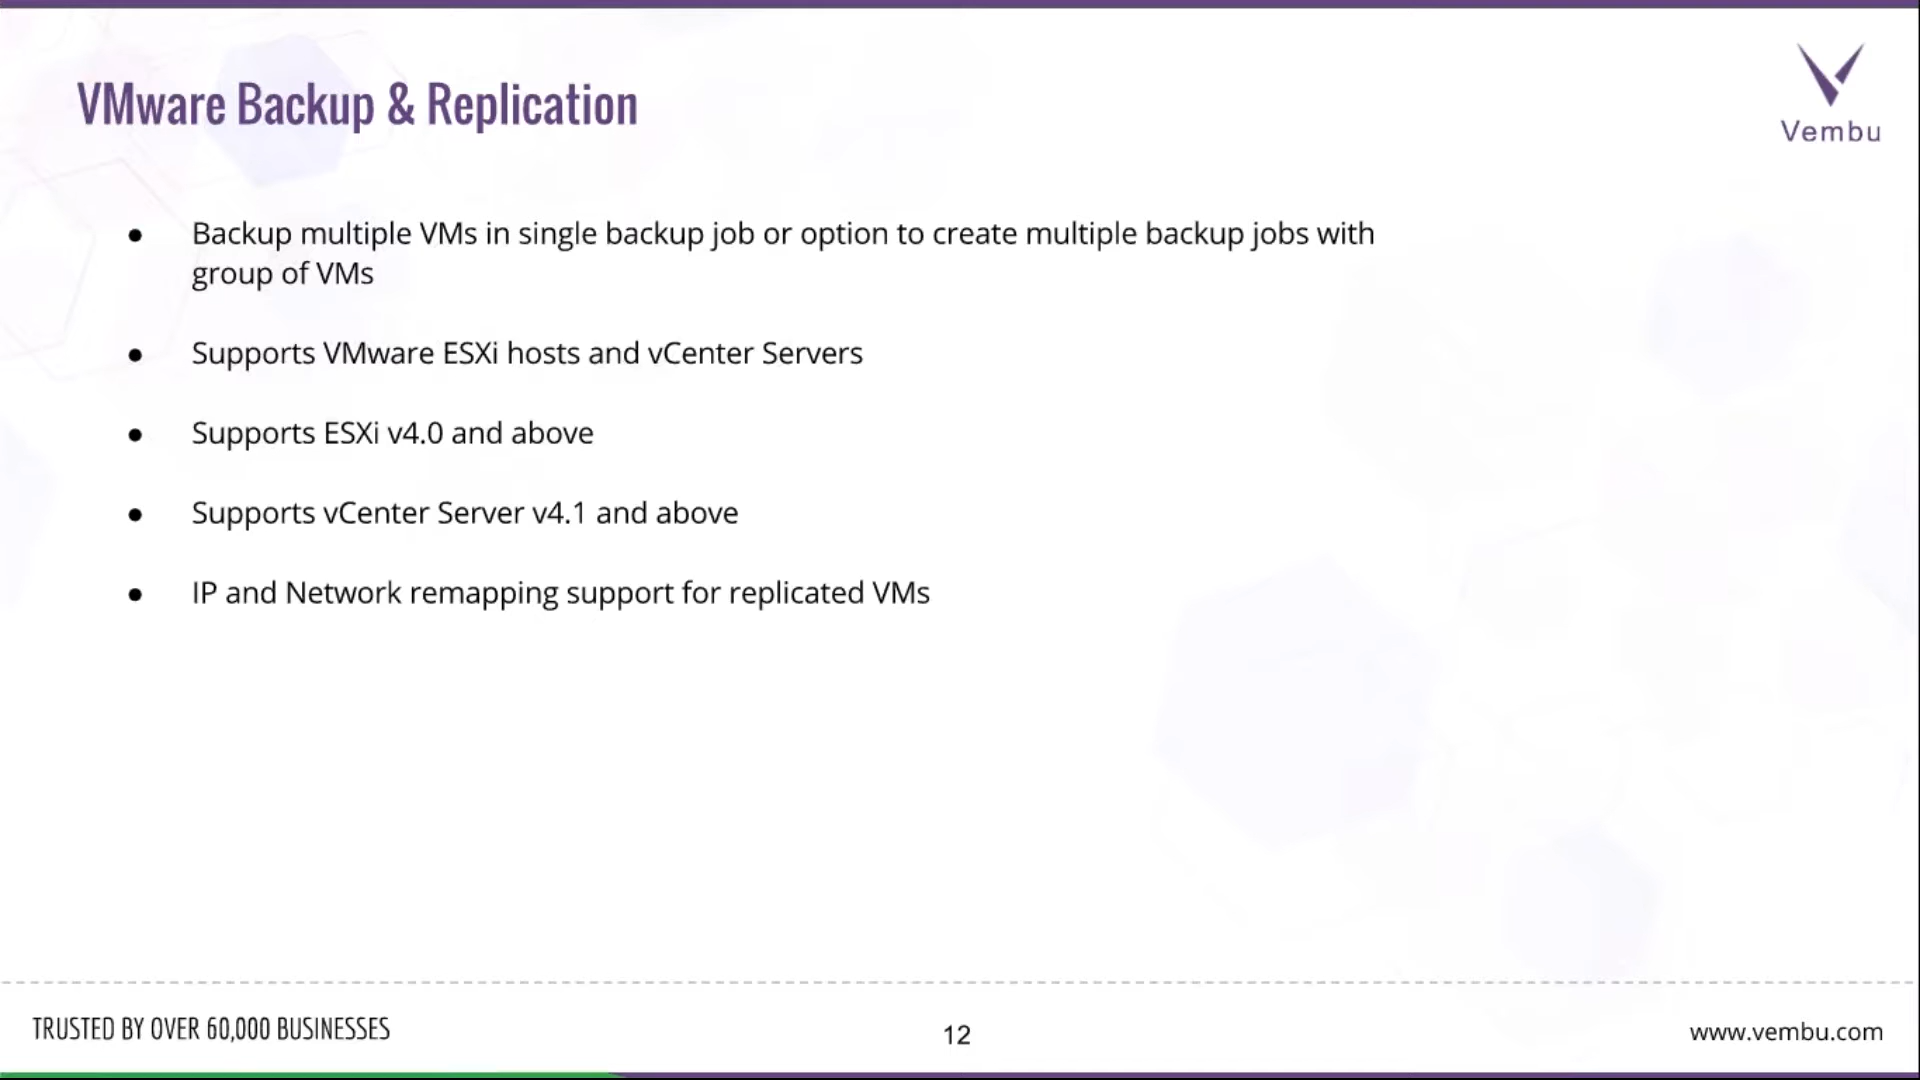 VMware Backup & Replication
Vembu
● Backup multiple VMs in single backup job or option to create multiple backup jobs with
group of VMs
● Supports VMware ESXi hosts and vCenter Servers
● Supports ESXi v4.0 and above
● Supports vCenter Server v4.1 and above
● IP and Network remapping support for replicated VMs
TRUSTED BY OVER 60,000 BUSINESSES
12
www.vembu.com